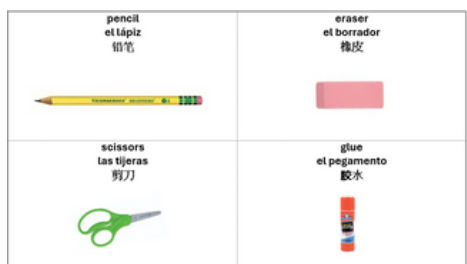 pencil
el lápiz
铅笔
eraser
el borrador
橡皮
scissors
las tijeras
剪刀
glue
el pegamento
胶水